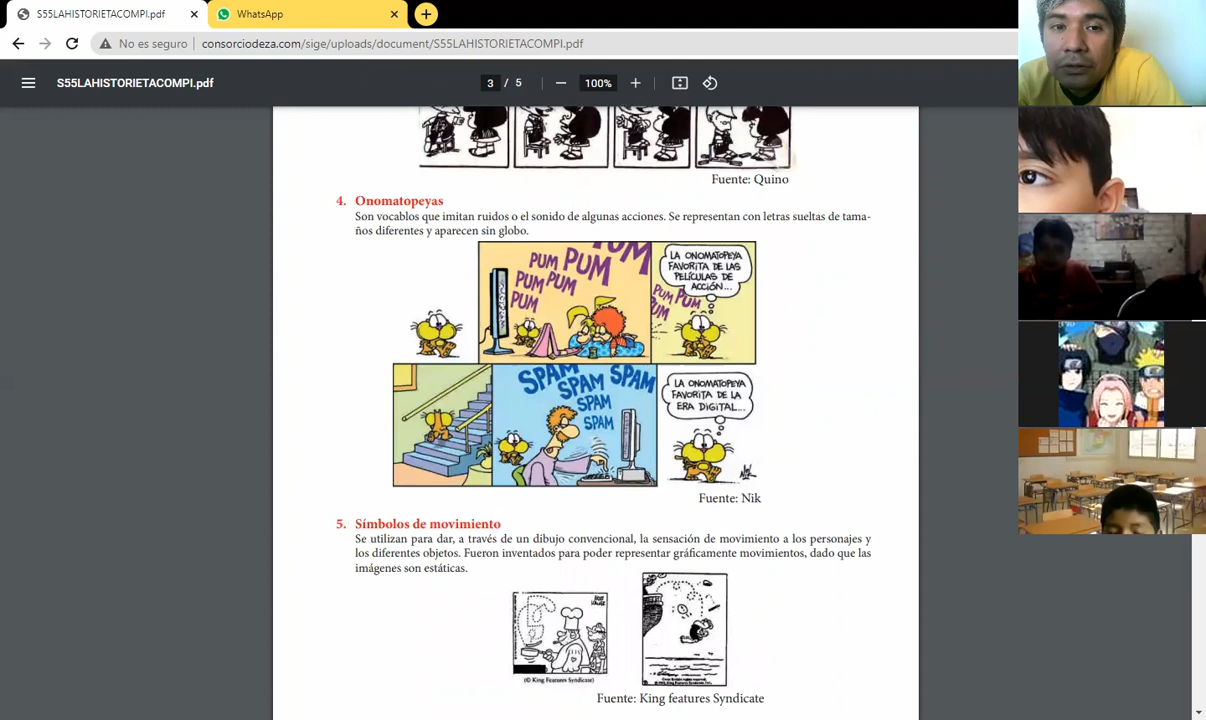 S55LAHISTORIETACOMPI.pdf
WhatsApp
No es seguro
consorciodeza.com/sige/uploads/document/S55LAHISTORIETACOMPI.pdf
S55LAHISTORIETACOMPI.pdf
3 / 5
100%
Fuente: Quino
4. Onomatopeyas
Son vocablos que imitan ruidos o el sonido de algunas acciones. Se representan con letras sueltas de tama-
ños diferentes y aparecen sin globo.
PUM
PUM PUM
PUM PUM
PUM
LA ONOMATOPEYA
FAVORITA DE LAS
PELÍCULAS DE
ACCIÓN...
PUM PUM
PUM
SPAM
SPAM SPAM
SPAM
SPAM
LA ONOMATOPEYA
FAVORITA DE LA
ERA DIGITAL...
Fuente: Nik
5. Símbolos de movimiento
Se utilizan para dar, a través de un dibujo convencional, la sensación de movimiento a los personajes y
los diferentes objetos. Fueron inventados para poder representar gráficamente movimientos, dado que las
imágenes son estáticas.
(© King Features Syndicate)
Fuente: King features Syndicate